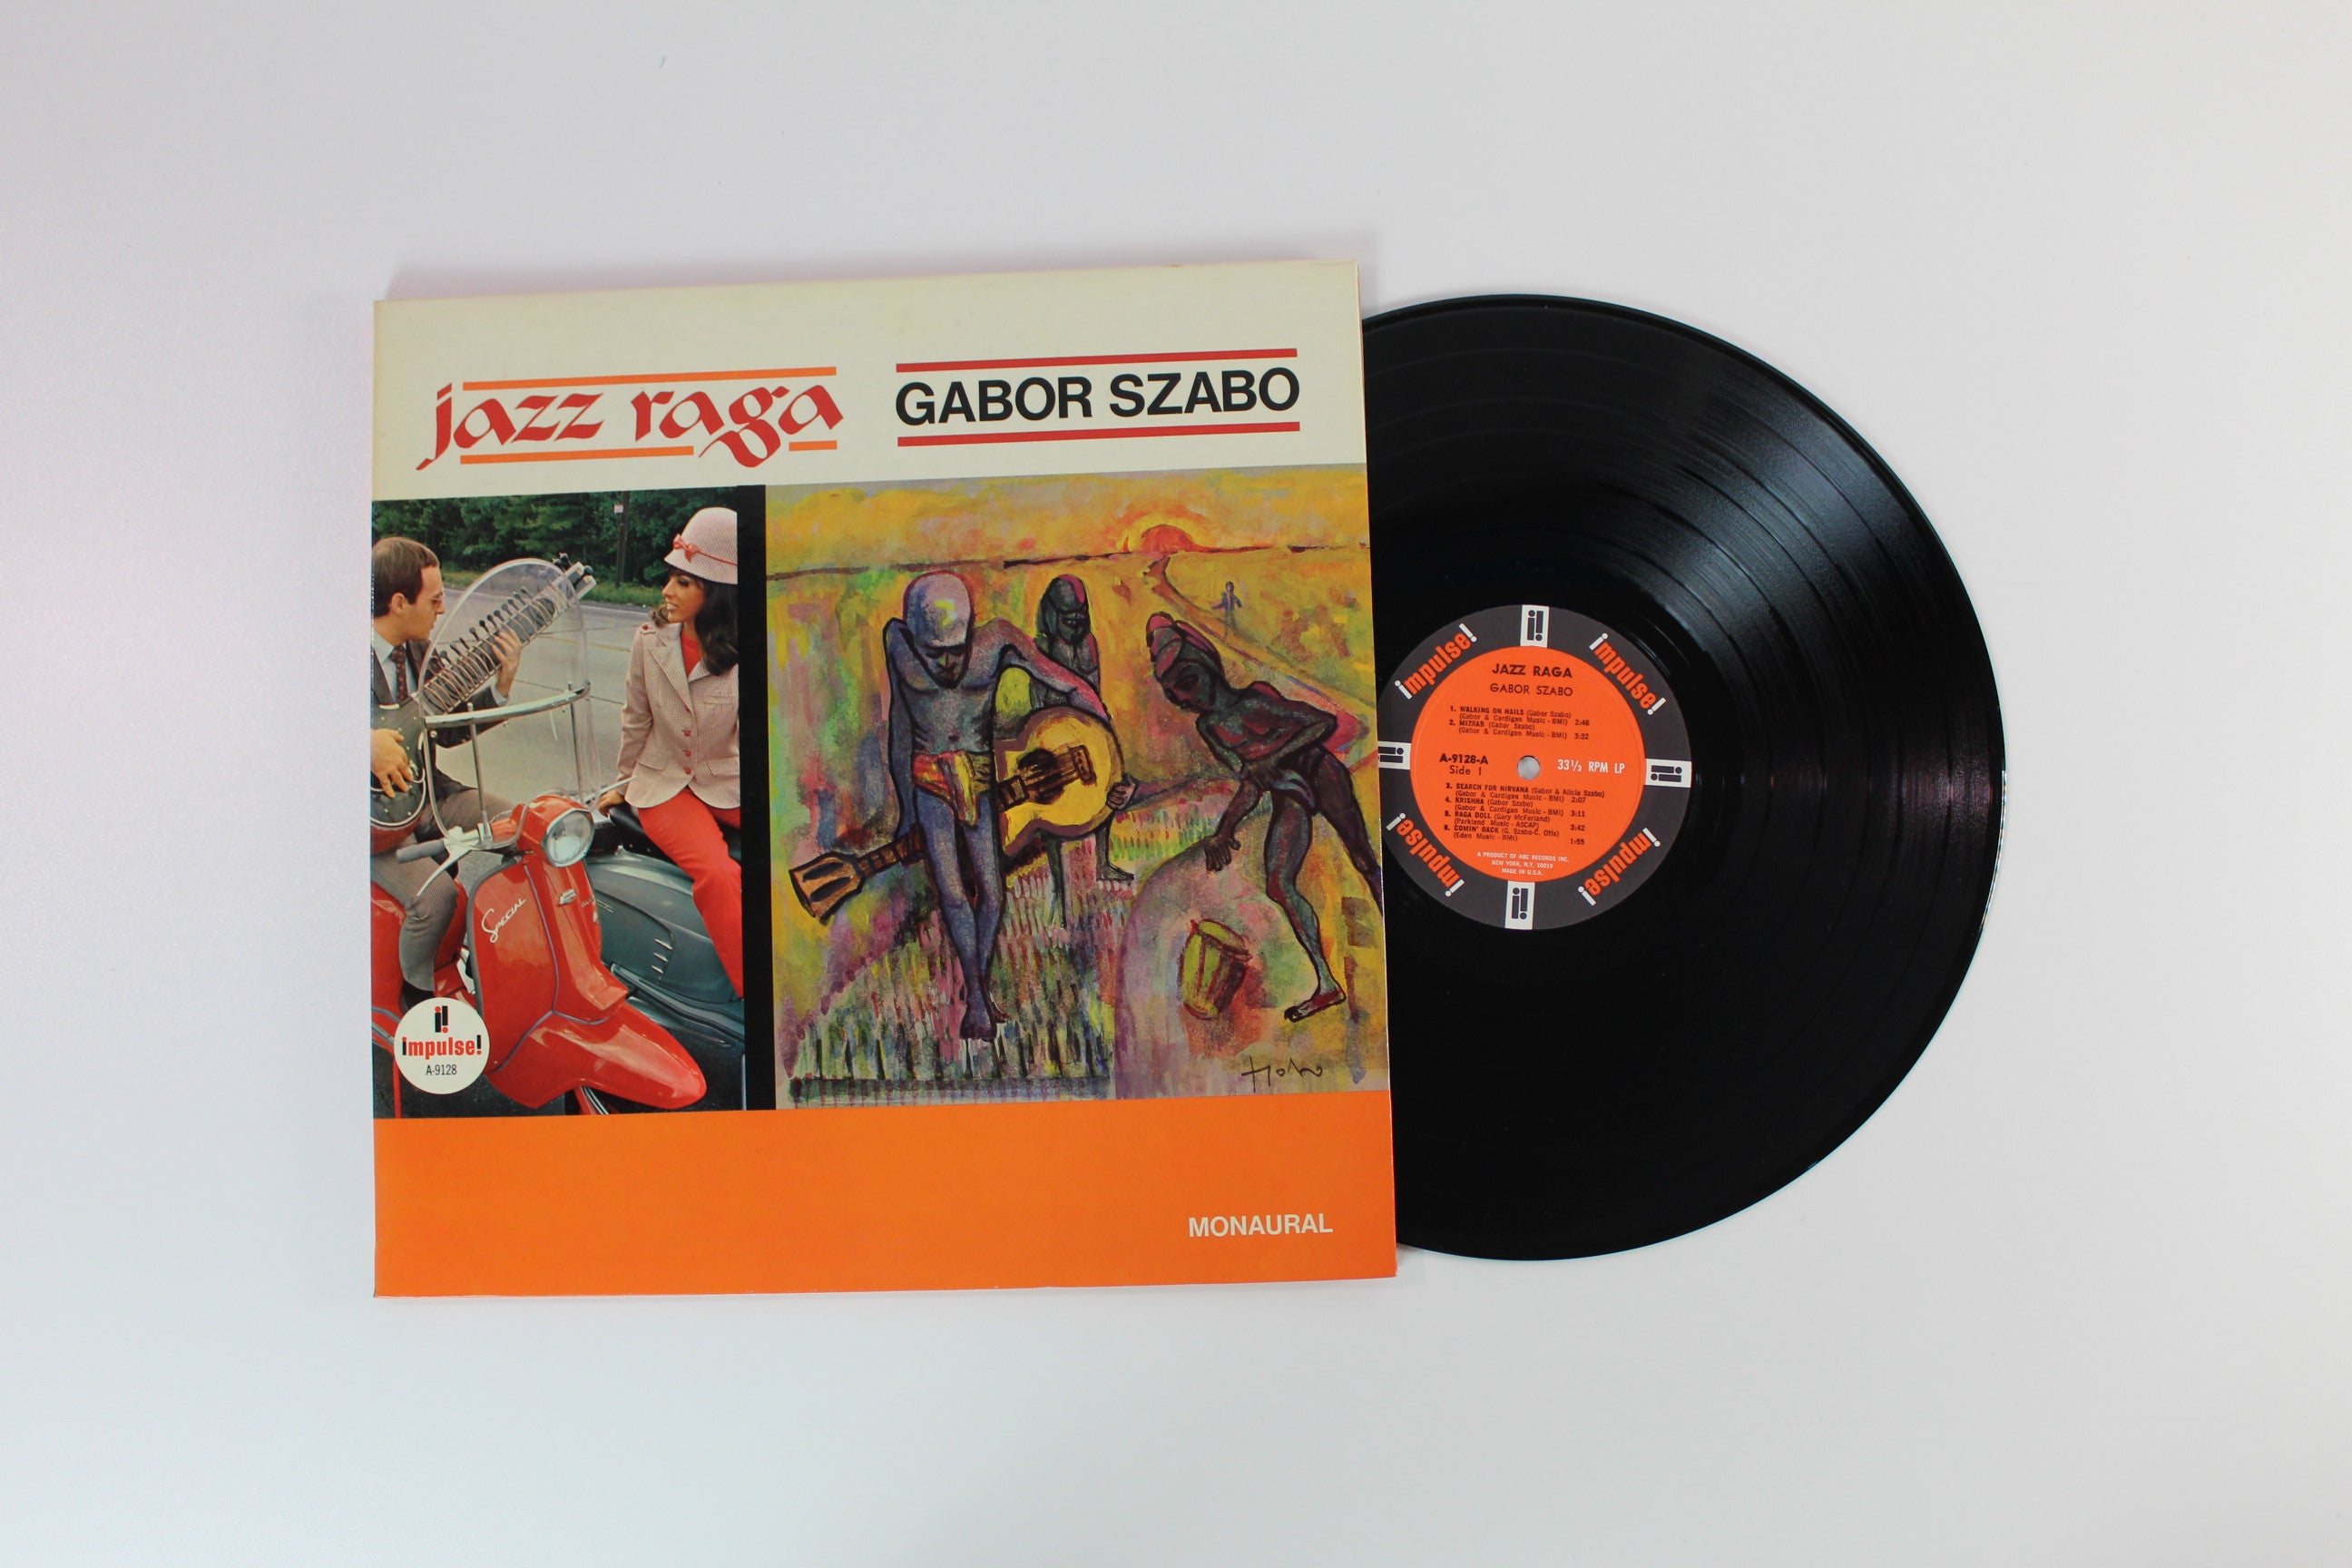 jazz raga
GABOR SZABO
SPECIAL
impulse!
A-9128
Hobo
MONAURAL
impulse!
impulse!
JAZZ RAGA
GABOR SZABO
1. WALKING ON NAILS (Gabor Szabo)
(Gabor & Cardigan Music - BMI) 2:46
2. MIZRAB (Gabor Szabo)
(Gabor & Cardigan Music - BMI) 3:32
A-9128-A
Side 1
33⅓ RPM LP
3. SEARCH FOR NIRVANA (Gabor & Alicia Szabo)
(Gabor & Cardigan Music - BMI) 2:07
4. KRISHNA (Gabor Szabo)
(Gabor & Cardigan Music - BMI) 3:11
5. RAGA DOLL (Gary McFarland)
(Parkland Music - ASCAP) 3:42
6. COMIN' BACK (G. Szabo-C. Otis)
(Eden Music - BMI) 1:55
A PRODUCT OF ABC RECORDS INC.
NEW YORK, N.Y. 10019
MADE IN U.S.A.
impulse!
impulse!